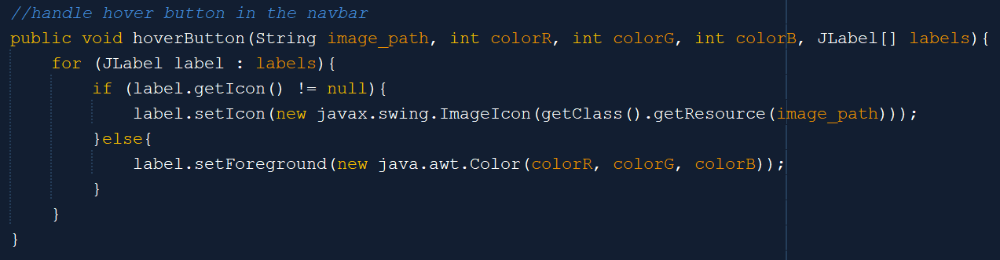 //handle hover button in the navbar
public void hoverButton(String image_path, int colorR, int colorG, int colorB, JLabel[] labels){
    for (JLabel label : labels){
        if (label.getIcon() != null){
            label.setIcon(new javax.swing.ImageIcon(getClass().getResource(image_path)));
        }else{
            label.setForeground(new java.awt.Color(colorR, colorG, colorB));
        }
    }
}